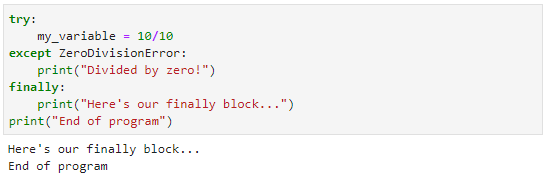 try:
    my_variable = 10/10
except ZeroDivisionError:
    print("Divided by zero!")
finally:
    print("Here's our finally block...")
print("End of program")
Here's our finally block...
End of program